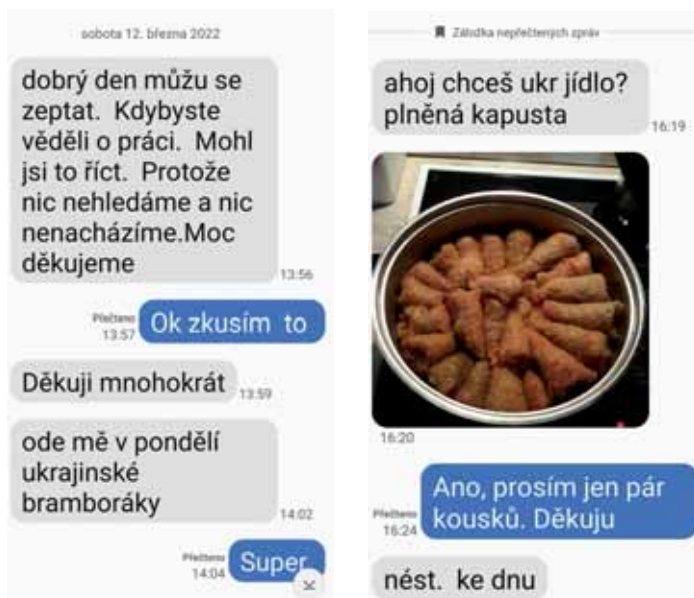 sobota 12. března 2022
dobrý den můžu se
zeptat. Kdybyste
věděli o práci. Mohl
jsi to říct. Protože
nic nehledáme a nic
nenacházíme.Moc
děkujeme
13:56
Přečteno
13:57
Ok zkusím to
Děkuji mnohokrát
13:59
ode mě v pondělí
ukrajinské
bramboráky
14:02
Přečteno
14:04
Super
Záložka nepřečtených zpráv
ahoj chceš ukr jídlo?
plněná kapusta
16:19
16:20
Ano, prosím jen pár
kousků. Děkuju
Přečteno
16:24
nést. ke dnu